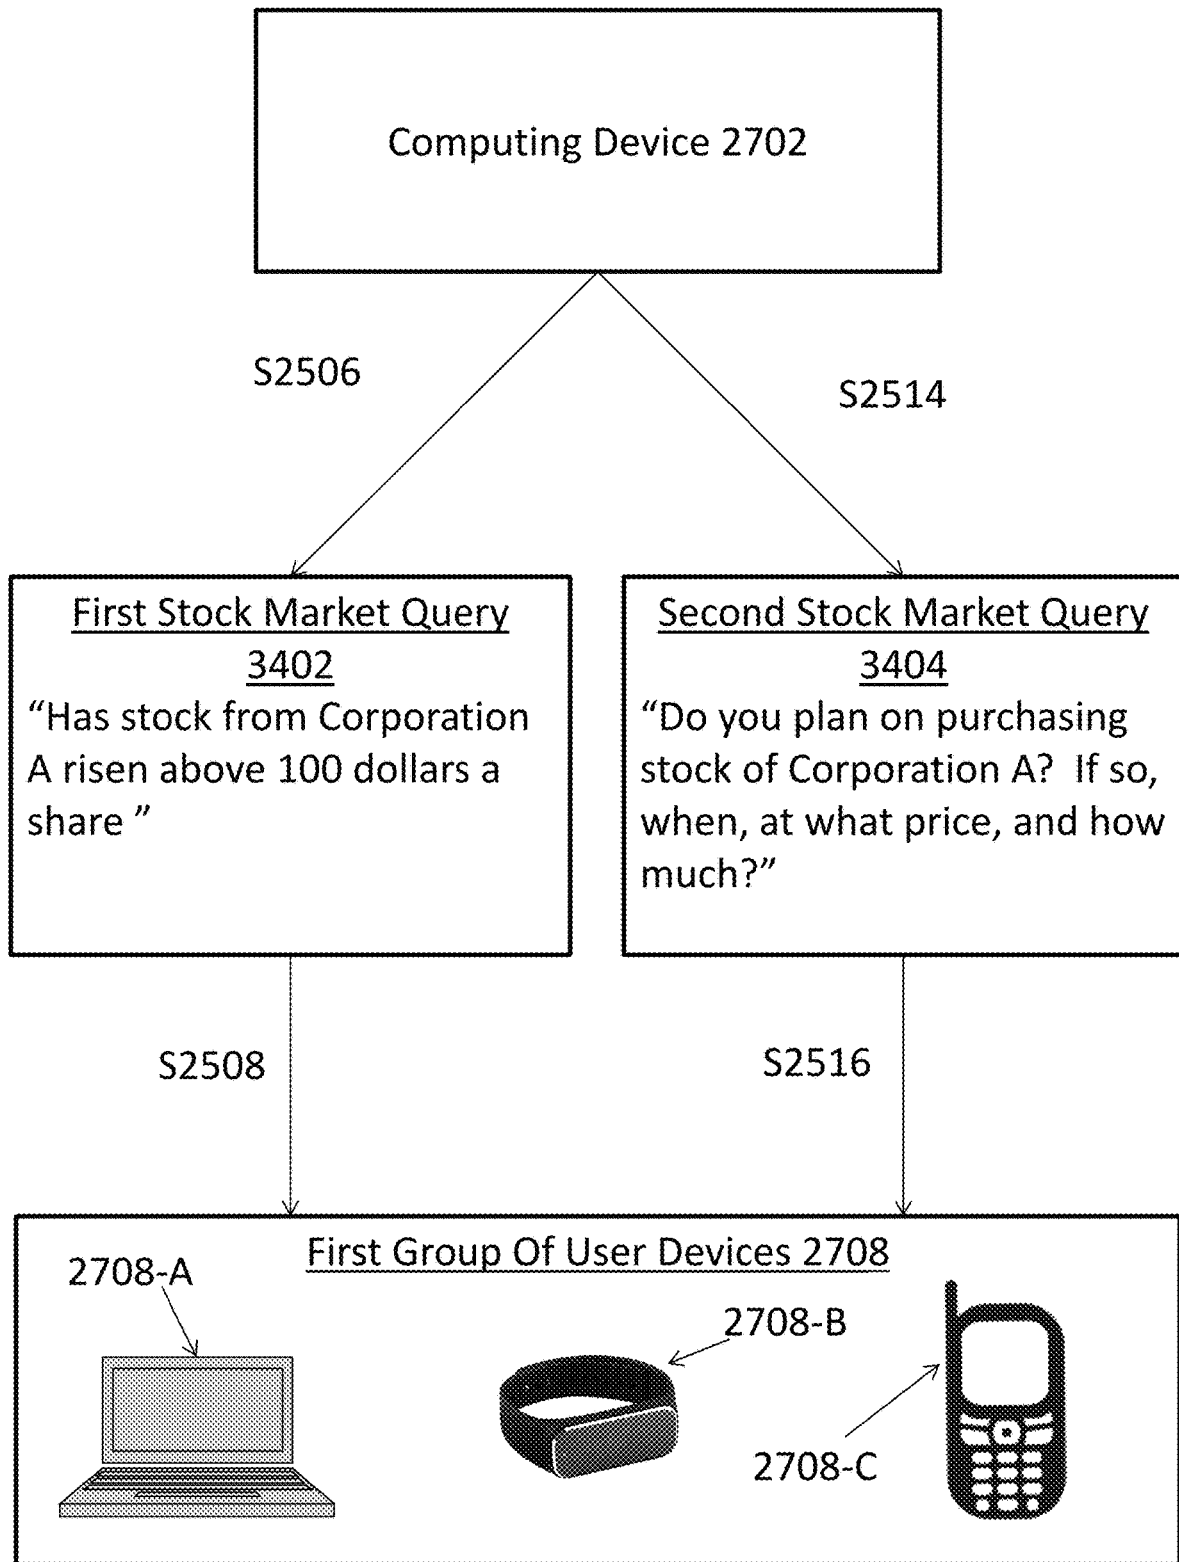 Computing Device 2702
S2506
S2514
First Stock Market Query
3402
“Has stock from Corporation
A risen above 100 dollars a
share ”
Second Stock Market Query
3404
“Do you plan on purchasing
stock of Corporation A?  If so,
when, at what price, and how
much?”
S2508
S2516
First Group Of User Devices 2708
2708-A
2708-B
2708-C